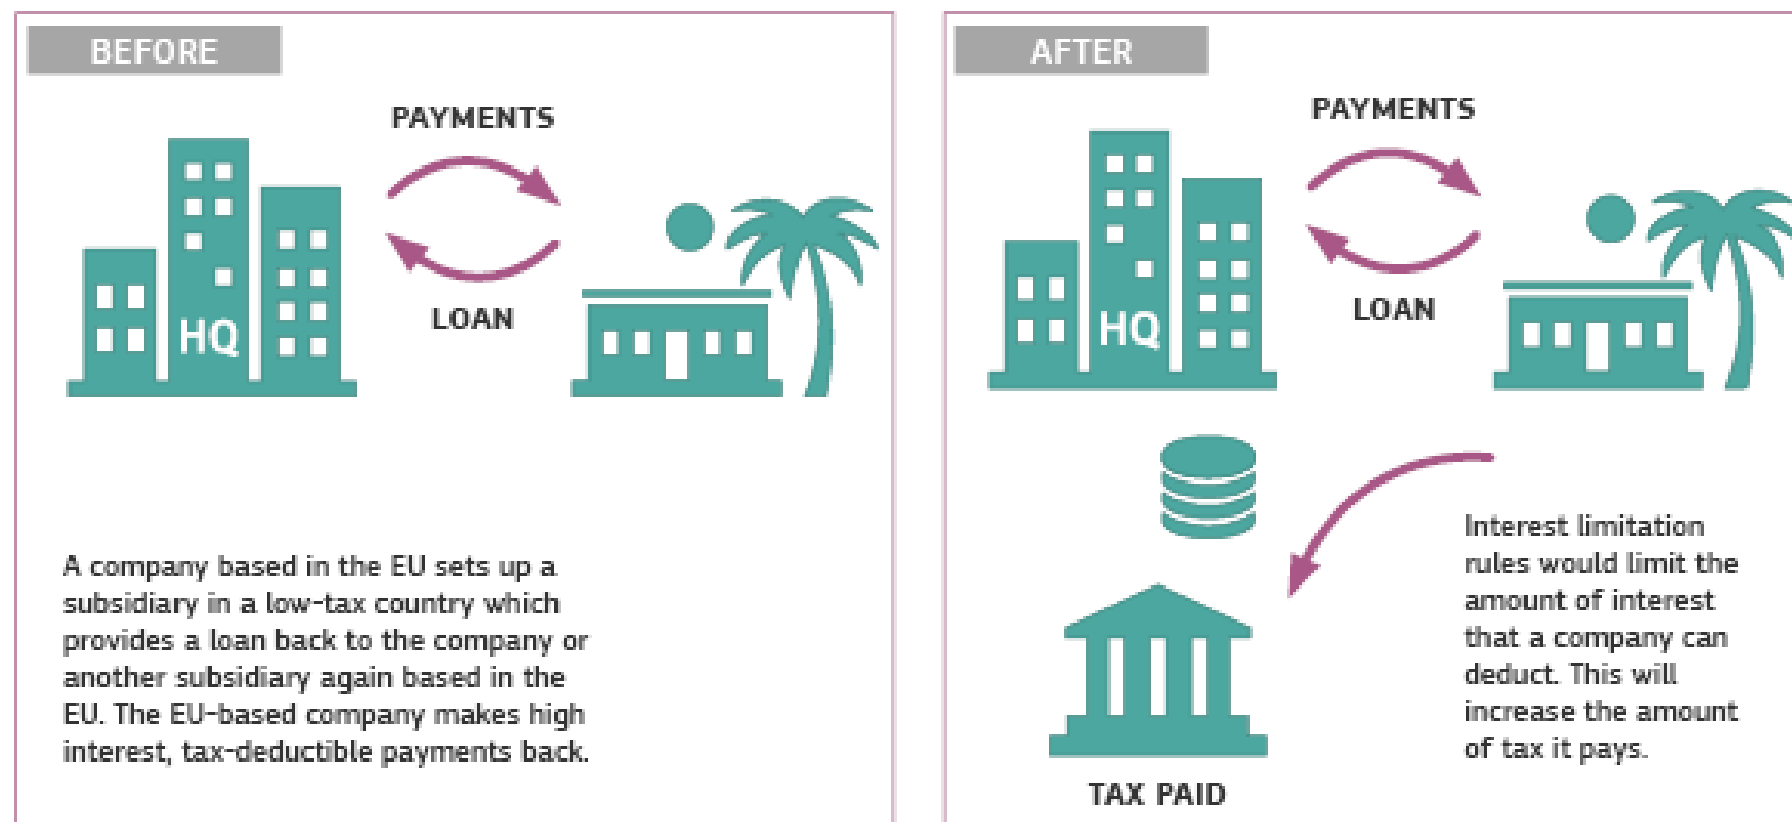 BEFORE
PAYMENTS
LOAN
HQ
A company based in the EU sets up a
subsidiary in a low-tax country which
provides a loan back to the company or
another subsidiary again based in the
EU. The EU-based company makes high
interest, tax-deductible payments back.
AFTER
PAYMENTS
LOAN
HQ
Interest limitation
rules would limit the
amount of interest
that a company can
deduct. This will
increase the amount
of tax it pays.
TAX PAID